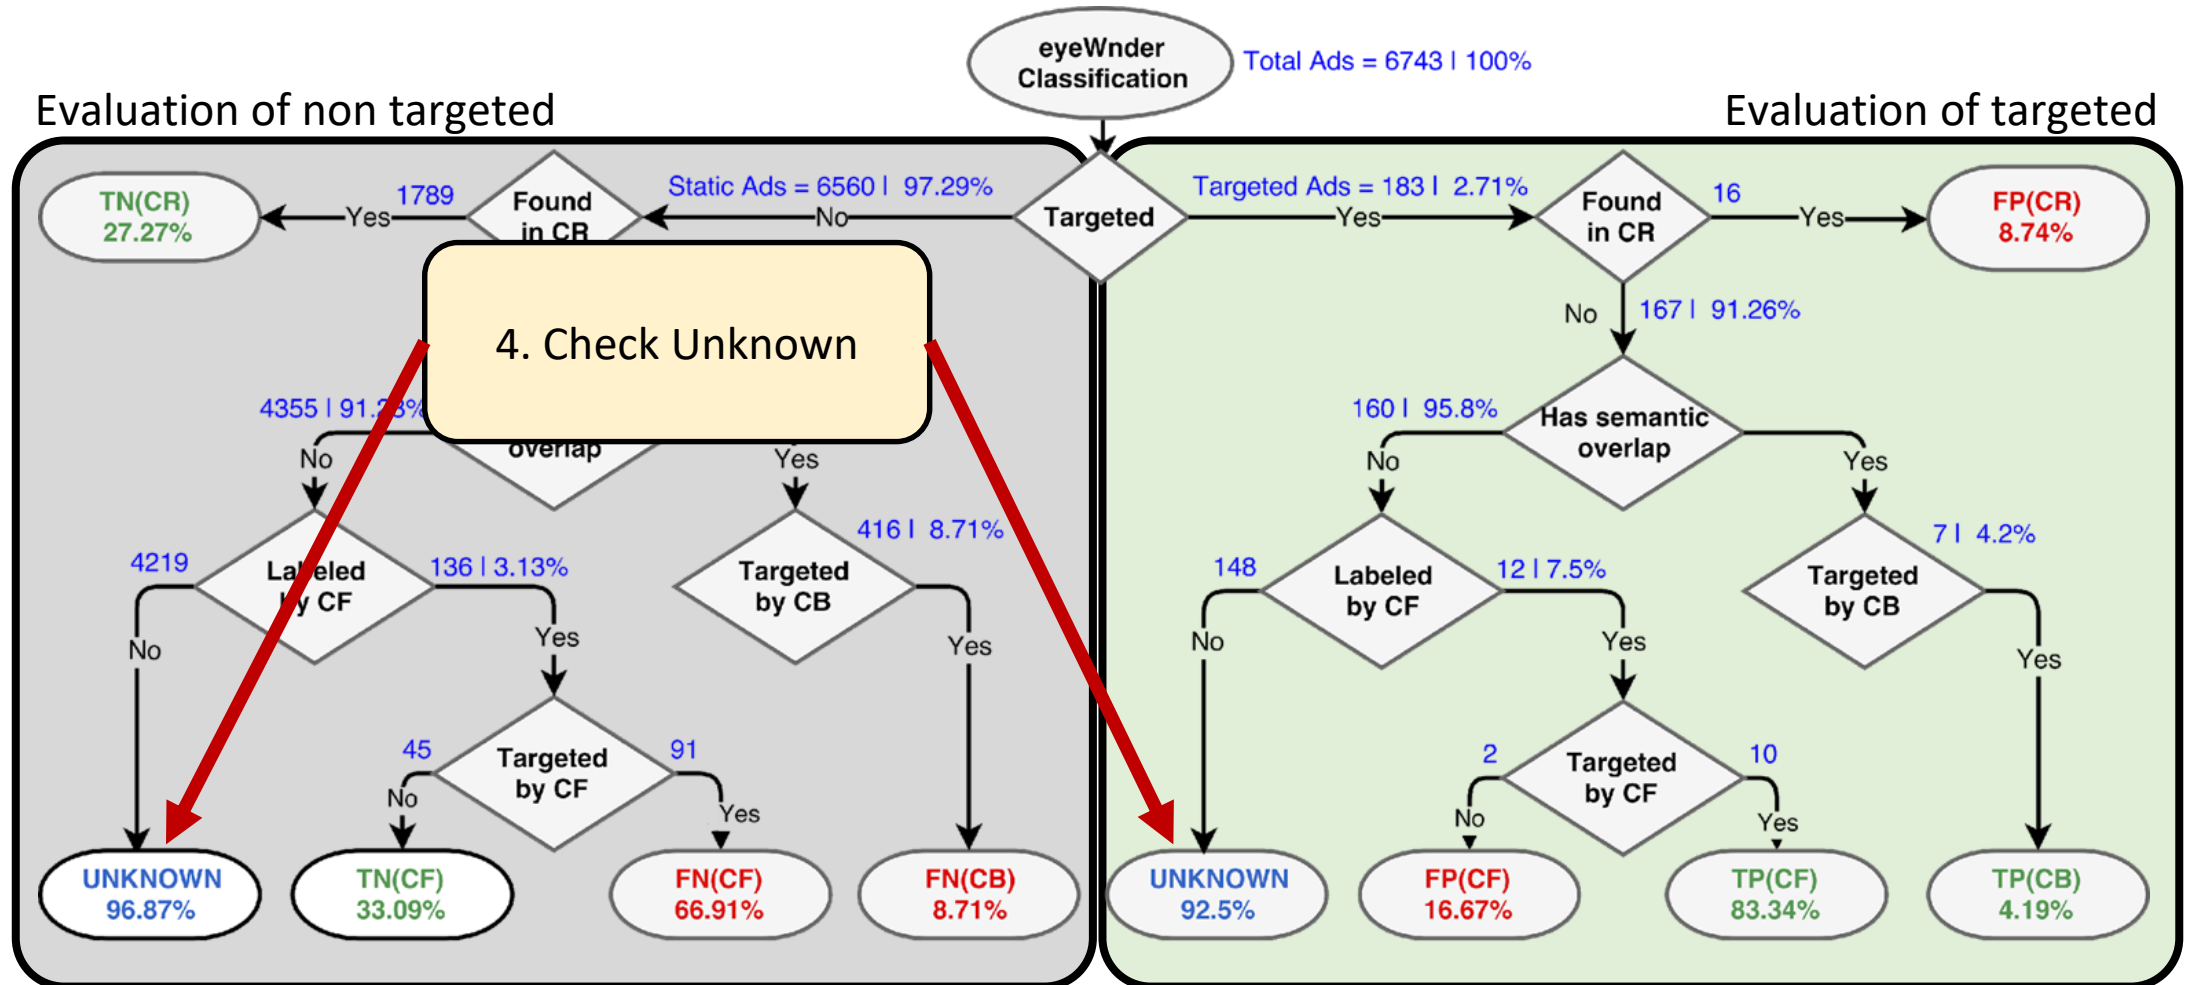 eyeWnder
Classification
Total Ads = 6743 | 100%
Evaluation of non targeted
Evaluation of targeted
TN(CR)
27.27%
1789
Yes
Found
in CR
Static Ads = 6560 | 97.29%
No
Targeted
Targeted Ads = 183 | 2.71%
Yes
Found
in CR
16
Yes
FP(CR)
8.74%
4. Check Unknown
No
167 | 91.26%
4355 | 91.28%
overlap
No
Yes
160 | 95.8%
Has semantic
overlap
No
Yes
4219
Labeled
by CF
136 | 3.13%
Targeted
by CB
416 | 8.71%
148
Labeled
by CF
12 | 7.5%
Targeted
by CB
7 | 4.2%
No
Yes
Yes
No
Yes
Yes
45
Targeted
by CF
91
No
Yes
2
Targeted
by CF
10
No
Yes
UNKNOWN
96.87%
TN(CF)
33.09%
FN(CF)
66.91%
FN(CB)
8.71%
UNKNOWN
92.5%
FP(CF)
16.67%
TP(CF)
83.34%
TP(CB)
4.19%